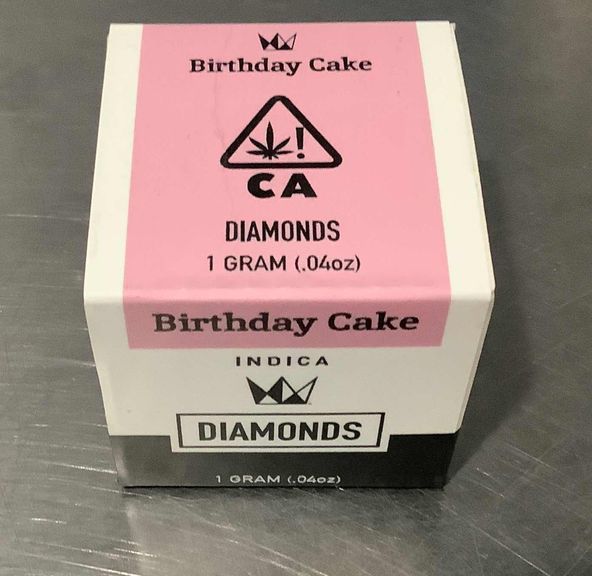 Birthday Cake
CA
DIAMONDS
1 GRAM (.04oz)
Birthday Cake
INDICA
DIAMONDS
1 GRAM (.04oz)